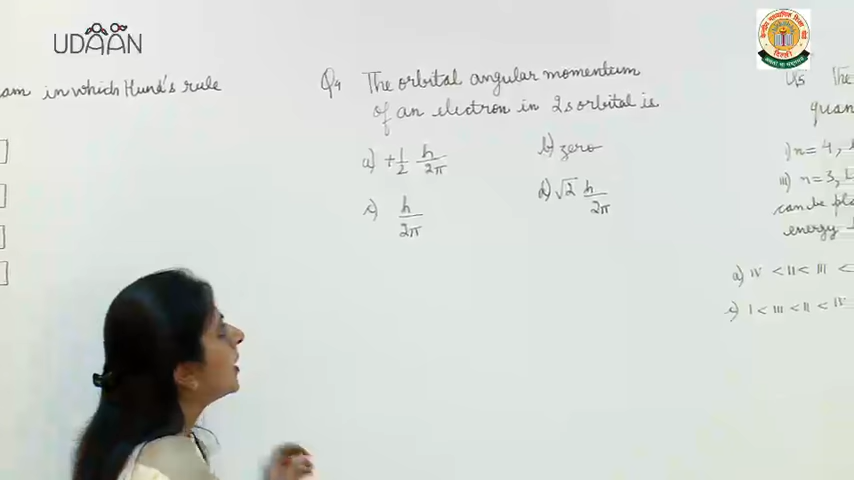 UDAAN
in which Hund's rule
Q4 The orbital angular momentum
of an electron in 2s orbital is
a) +1/2 h/2π b) zero
c) h/2π d) √2 h/2π
Q5 The
quan
i) n=4,
iii) n=3,
can be pla
energy
a) IV < II < III <
c) I < III < II < IV